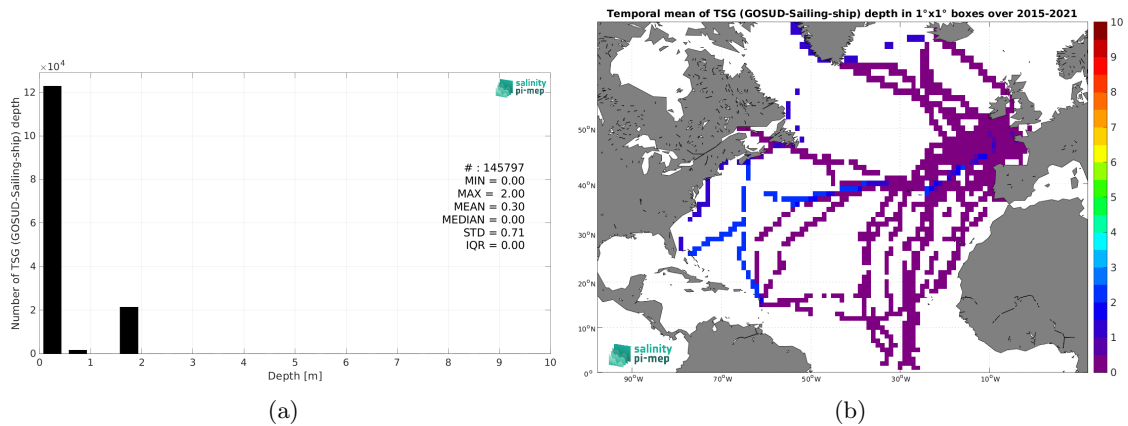 ×10⁴
12
10
8
6
4
2
0
Number of TSG (GOSUD-Sailing-ship) depth
salinity
pi-mep
# : 145797
MIN = 0.00
MAX = 2.00
MEAN = 0.30
MEDIAN = 0.00
STD = 0.71
IQR = 0.00
0 1 2 3 4 5 6 7 8 9 10
Depth [m]
(a)
Temporal mean of TSG (GOSUD-Sailing-ship) depth in 1°x1° boxes over 2015-2021
50°N
40°N
30°N
20°N
10°N
0°
90°W 70°W 50°W 30°W 10°W
salinity
pi-mep
10
9
8
7
6
5
4
3
2
1
0
(b)